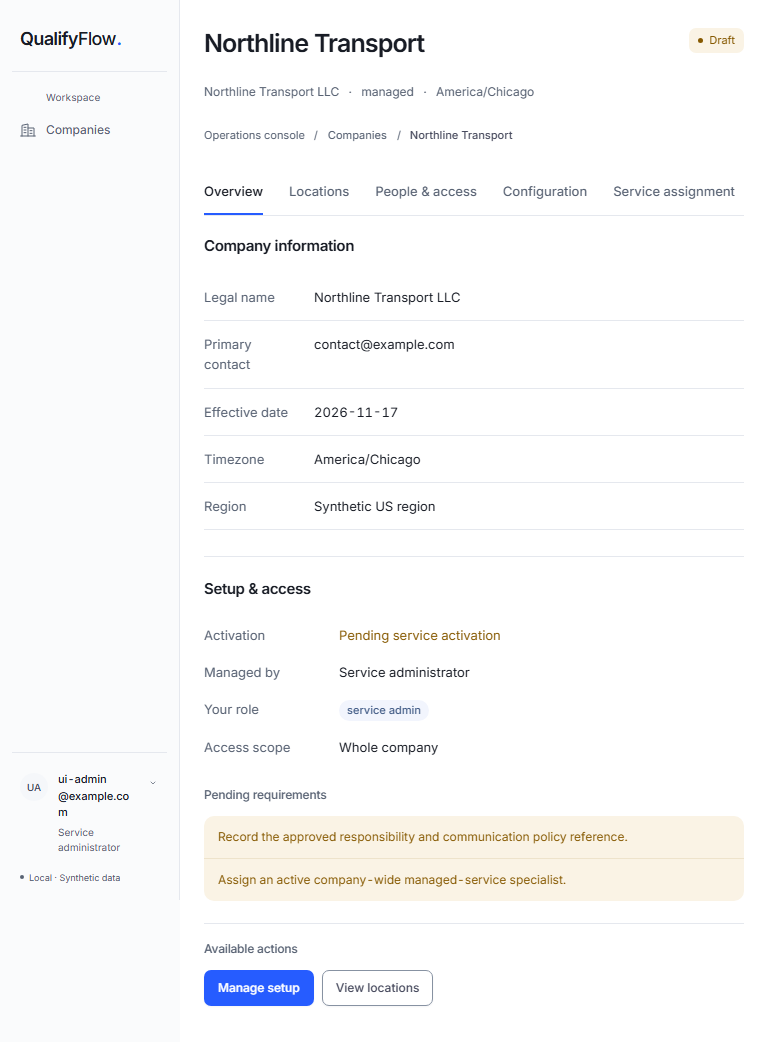 QualifyFlow.
Workspace
Companies
UA
ui-admin
@example.co
m
Service
administrator
Local · Synthetic data
Northline Transport
Draft
Northline Transport LLC · managed · America/Chicago
Operations console / Companies / Northline Transport
Overview Locations People & access Configuration Service assignment
Company information
Legal name Northline Transport LLC
Primary contact@example.com
contact
Effective date 2026-11-17
Timezone America/Chicago
Region Synthetic US region
Setup & access
Activation Pending service activation
Managed by Service administrator
Your role service admin
Access scope Whole company
Pending requirements
Record the approved responsibility and communication policy reference.
Assign an active company-wide managed-service specialist.
Available actions
Manage setup View locations